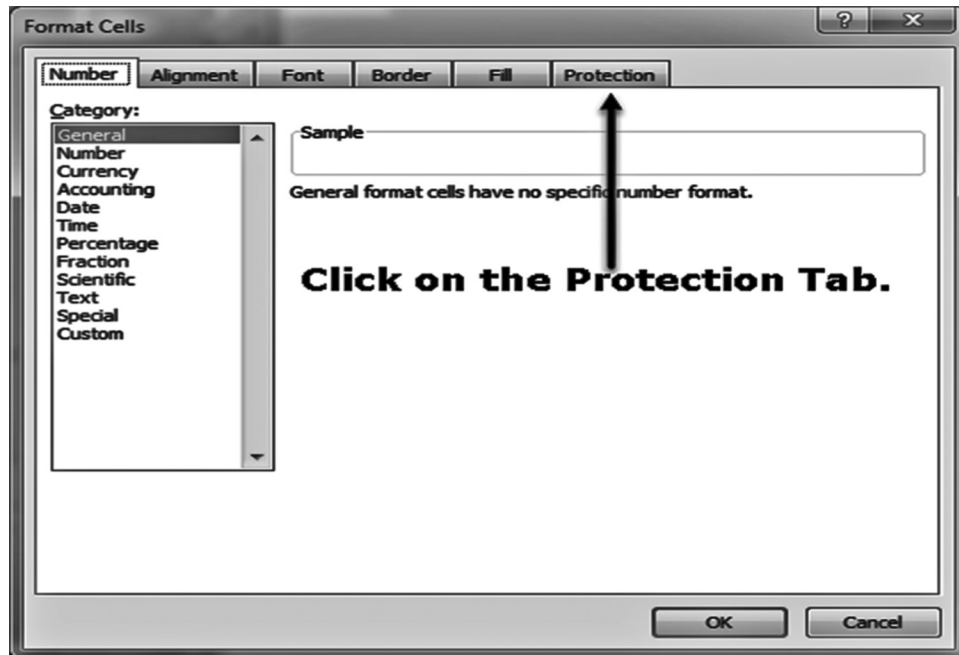 Format Cells
?
x
Number Alignment Font Border Fill Protection
Category:
General
Number
Currency
Accounting
Date
Time
Percentage
Fraction
Scientific
Text
Special
Custom
Sample
General format cells have no specific number format.
Click on the Protection Tab.
OK Cancel